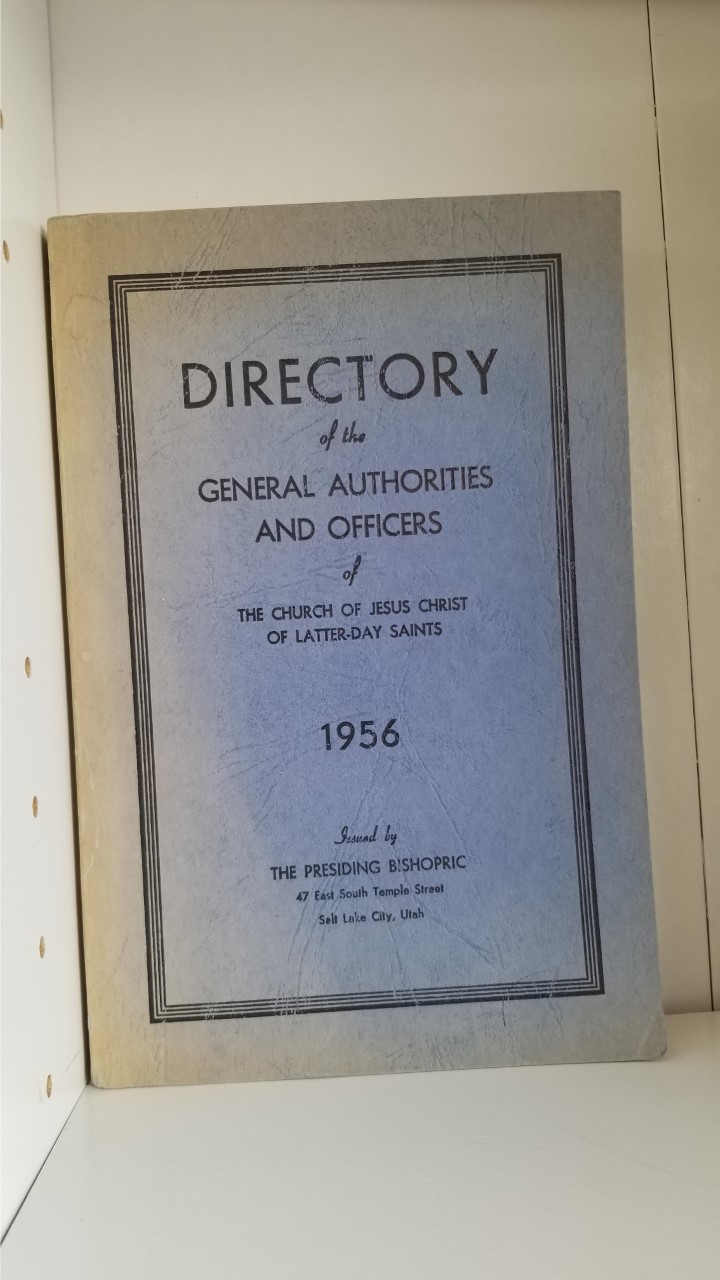 DIRECTORY
of the
GENERAL AUTHORITIES
AND OFFICERS
of
THE CHURCH OF JESUS CHRIST
OF LATTER-DAY SAINTS
1956
Issued by
THE PRESIDING BISHOPRIC
47 East South Temple Street
Salt Lake City, Utah